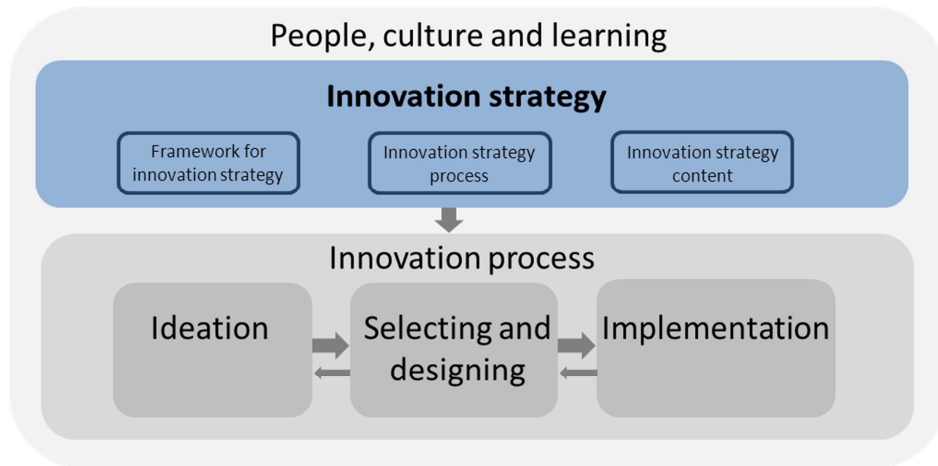 People, culture and learning
Innovation strategy
Framework for
innovation strategy
Innovation strategy
process
Innovation strategy
content
Innovation process
Ideation
Selecting and
designing
Implementation